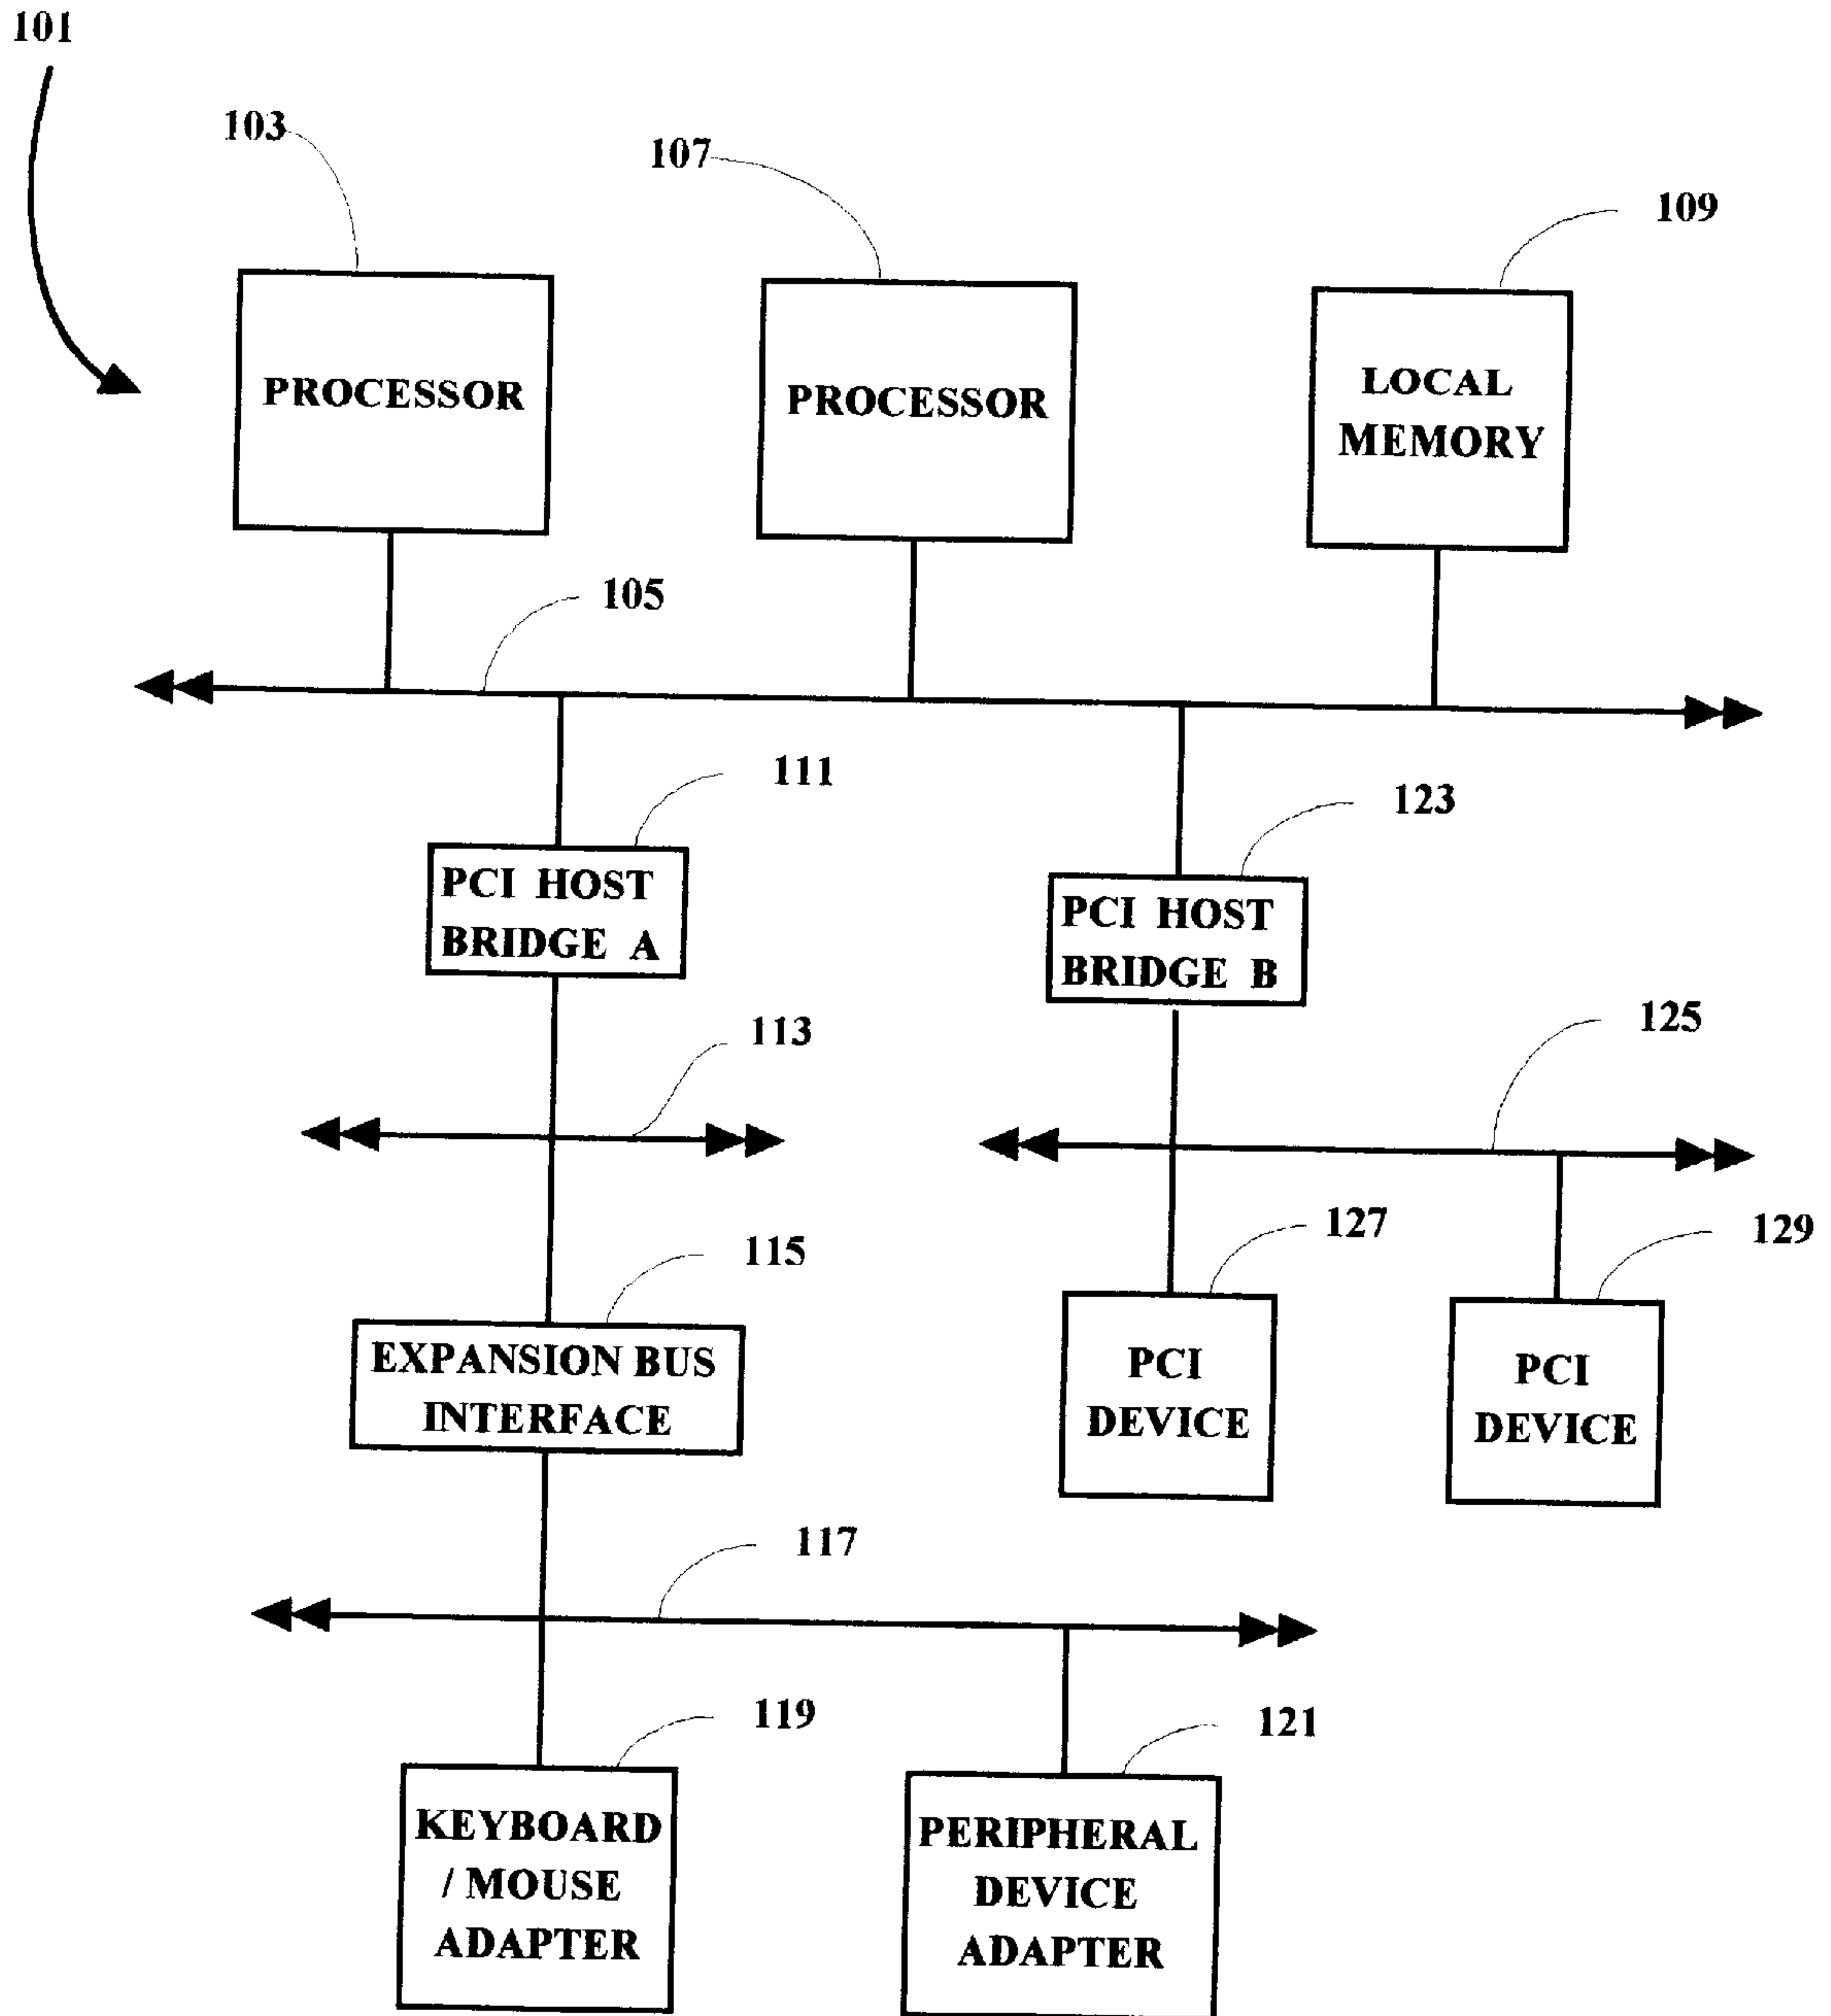 101
103
107
109
PROCESSOR
PROCESSOR
LOCAL
MEMORY
105
111
123
PCI HOST
BRIDGE A
PCI HOST
BRIDGE B
113
125
115
127
129
EXPANSION BUS
INTERFACE
PCI
DEVICE
PCI
DEVICE
117
119
121
KEYBOARD
/ MOUSE
ADAPTER
PERIPHERAL
DEVICE
ADAPTER